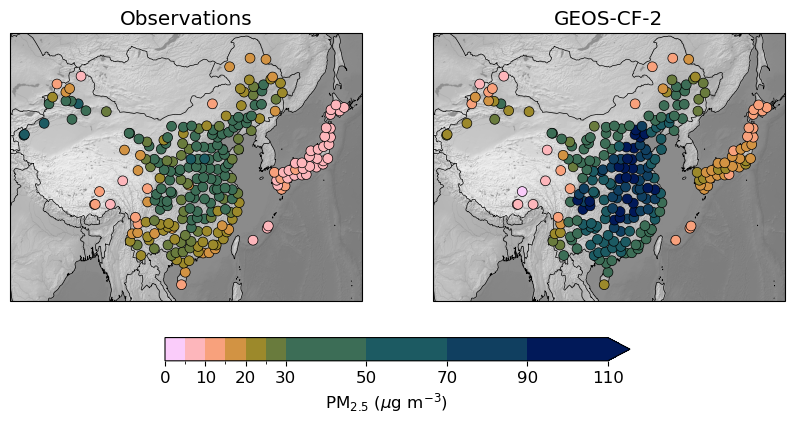 Observations GEOS-CF-2
0 10 20 30 50 70 90 110
PM₂.₅ (μg m⁻³)